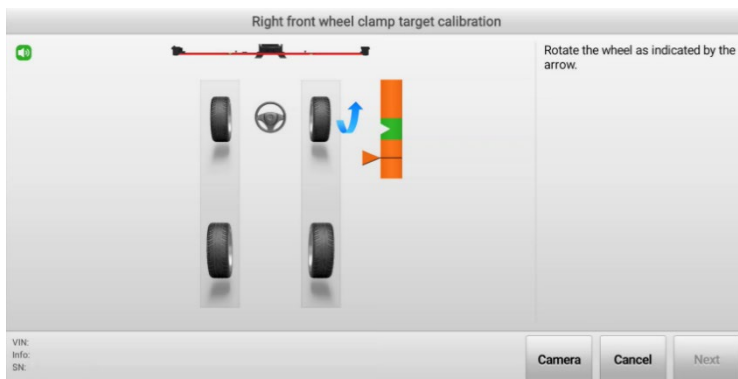 Right front wheel clamp target calibration
Rotate the wheel as indicated by the
arrow.
VIN:
Info:
SN:
Camera
Cancel
Next